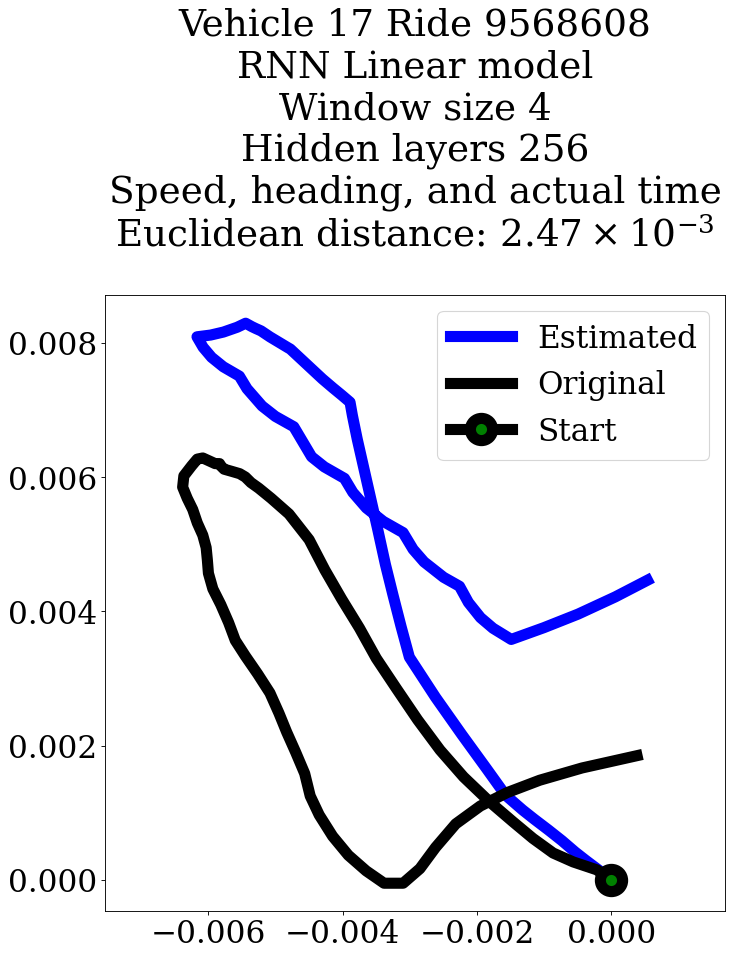 Vehicle 17 Ride 9568608
RNN Linear model
Window size 4
Hidden layers 256
Speed, heading, and actual time
Euclidean distance: 2.47 × 10⁻³
Estimated
Original
Start
0.008
0.006
0.004
0.002
0.000
−0.006 −0.004 −0.002 0.000